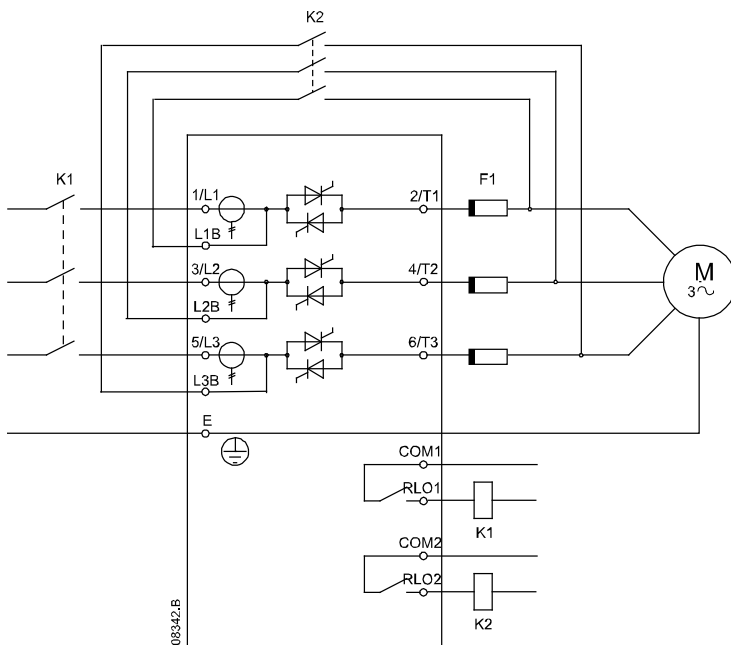 K2
K1
1/L1
2/T1
F1
L1B
3/L2
4/T2
M
3~
L2B
5/L3
6/T3
L3B
E
COM1
RLO1
K1
COM2
RLO2
K2
08342.B